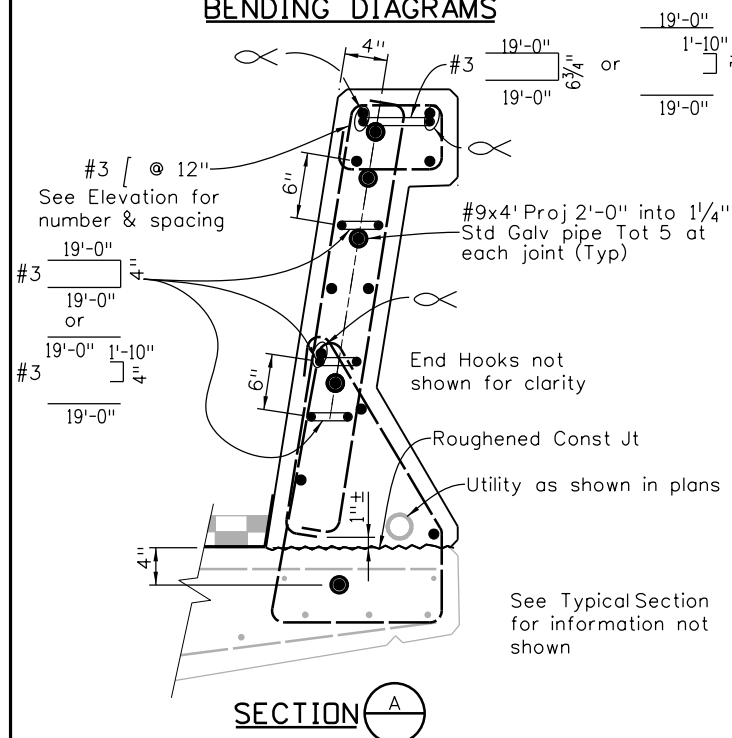 BENDING DIAGRAMS
4"
#3
19'-0"
6¾"
19'-0"
or
19'-0"
1'-10"
19'-0"
#3 [ @ 12"
See Elevation for
number & spacing
6"
#9x4' Proj 2'-0" into 1¼"
Std Galv pipe Tot 5 at
each joint (Typ)
19'-0"
#3
4"
19'-0"
or
19'-0"
1'-10"
#3
4"
19'-0"
6"
End Hooks not
shown for clarity
Roughened Const Jt
Utility as shown in plans
1"±
4"
See Typical Section
for information not
shown
SECTION A